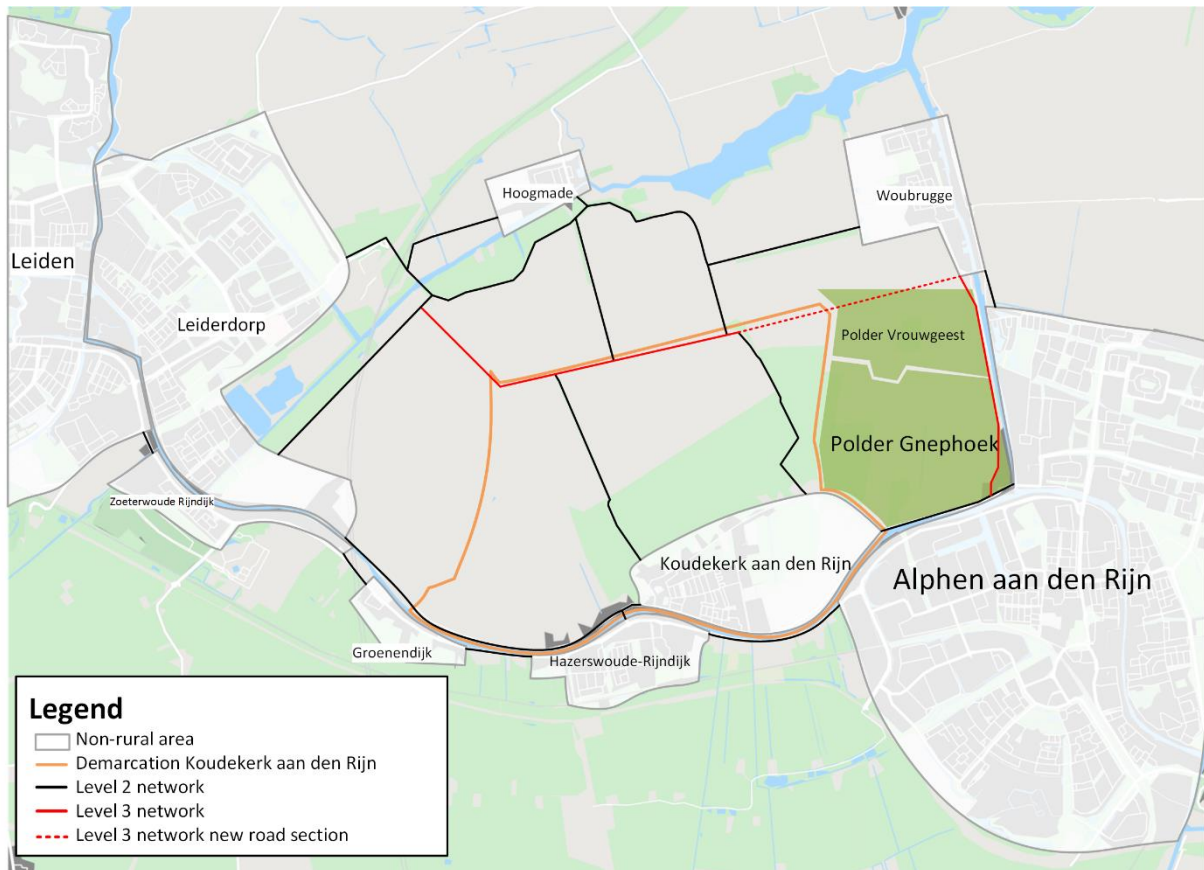 Hoogmade
Woubrugge
Leiden
Leiderdorp
Polder Vrouwgeest
Polder Gnephoek
Zoeterwoude Rijndijk
Koudekerk aan den Rijn
Alphen aan den Rijn
Groenendijk
Hazerswoude-Rijndijk
Legend
Non-rural area
Demarcation Koudekerk aan den Rijn
Level 2 network
Level 3 network
Level 3 network new road section